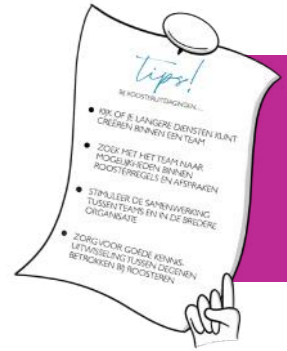 tips!
BIJ ROOSTERUITDAGINGEN...
• KIJK OF JE LANGERE DIENSTEN KUNT
CREËREN BINNEN EEN TEAM
• ZOEK MET HET TEAM NAAR
MOGELIJKHEDEN BINNEN
ROOSTERREGELS EN AFSPRAKEN
• STIMULEER DE SAMENWERKING
TUSSEN TEAMS EN IN DE BREDERE
ORGANISATIE
• ZORG VOOR GOEDE KENNIS-
UITWISSELING TUSSEN DEGENEN
BETROKKEN BIJ ROOSTEREN